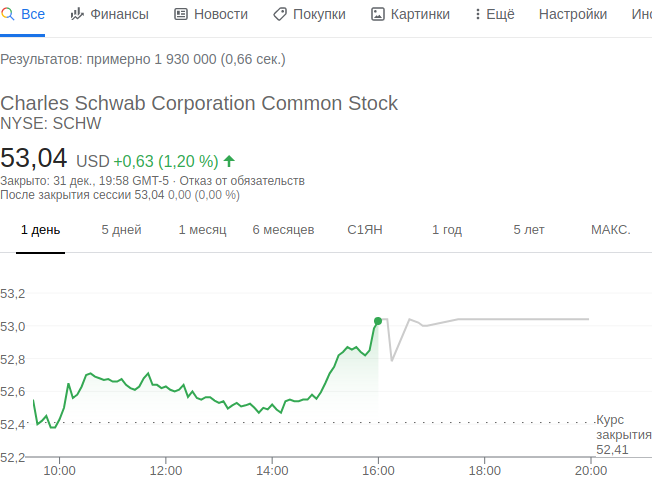 Все Финансы Новости Покупки Картинки Ещё Настройки Инс
Результатов: примерно 1 930 000 (0,66 сек.)
Charles Schwab Corporation Common Stock
NYSE: SCHW
53,04 USD +0,63 (1,20 %)
Закрыто: 31 дек., 19:58 GMT-5 · Отказ от обязательств
После закрытия сессии 53,04 0,00 (0,00 %)
1 день 5 дней 1 месяц 6 месяцев С1ЯН 1 год 5 лет МАКС.
53,2
53,0
52,8
52,6
52,4
52,2
Курс
закрытия
52,41
10:00 12:00 14:00 16:00 18:00 20:00